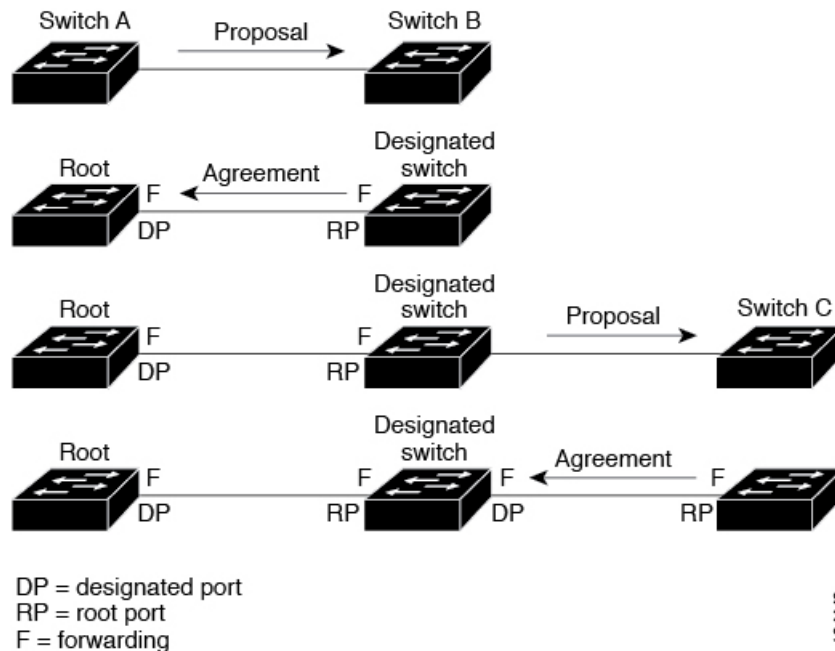 Switch A
Proposal
Switch B
Root
F
Agreement
F
Designated
switch
DP
RP
Root
F
Designated
switch
F
Proposal
Switch C
DP
RP
Root
F
Designated
switch
F
F
Agreement
F
DP
RP
DP
RP
DP = designated port
RP = root port
F = forwarding